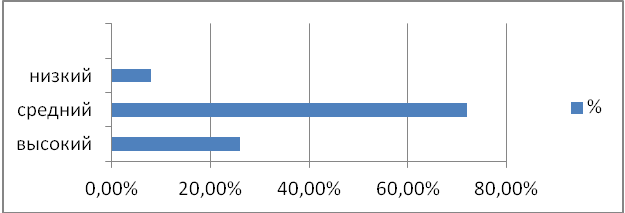 низкий
средний
высокий
%
0,00% 20,00% 40,00% 60,00% 80,00%